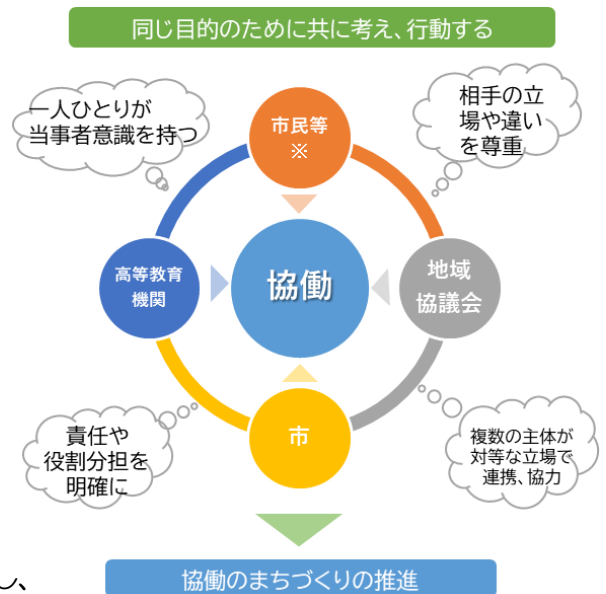 同じ目的のために共に考え、行動する
一人ひとりが
当事者意識を持つ
相手の立
場や違い
を尊重
市民等
※
高等教育
機関
協働
地域
協議会
市
責任や
役割分担を
明確に
複数の主体が
対等な立場で
連携、協力
し、
協働のまちづくりの推進